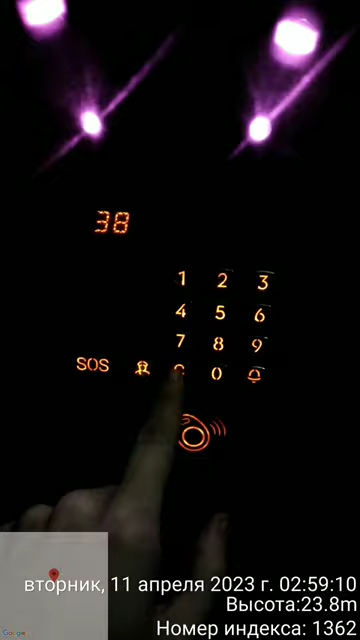 38
1 2 3
4 5 6
7 8 9
SOS C 0
вторник, 11 апреля 2023 г. 02:59:10
Высота:23.8m
Номер индекса: 1362
Google